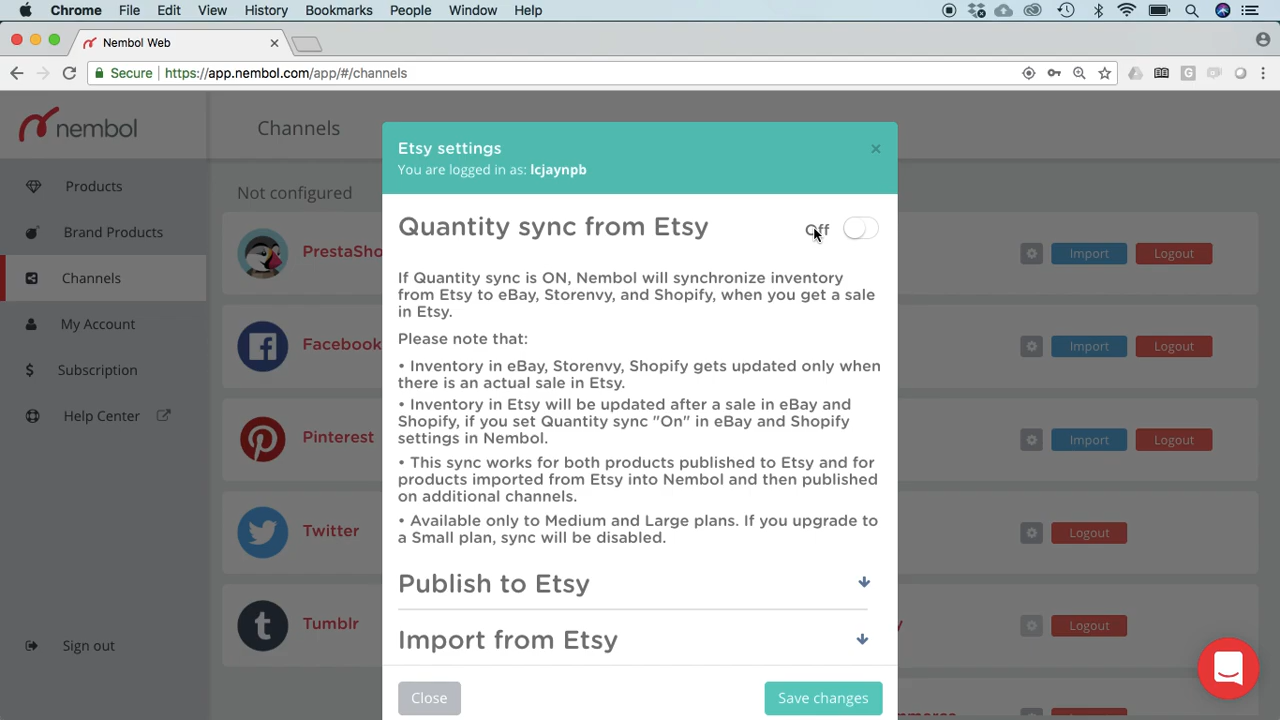 Chrome File Edit View History Bookmarks People Window Help
Nembol Web
Secure https://app.nembol.com/app/#/channels
nembol
Channels
Products
Brand Products
Channels
My Account
Subscription
Help Center
Sign out
Not configured
PrestaSho
Import Logout
Facebook
Import Logout
Pinterest
Import Logout
Twitter
Logout
Tumblr
Logout
Etsy settings
You are logged in as: lcjaynpb
Quantity sync from Etsy Off
If Quantity sync is ON, Nembol will synchronize inventory
from Etsy to eBay, Storenvy, and Shopify, when you get a sale
in Etsy.
Please note that:
• Inventory in eBay, Storenvy, Shopify gets updated only when
there is an actual sale in Etsy.
• Inventory in Etsy will be updated after a sale in eBay and
Shopify, if you set Quantity sync "On" in eBay and Shopify
settings in Nembol.
• This sync works for both products published to Etsy and for
products imported from Etsy into Nembol and then published
on additional channels.
• Available only to Medium and Large plans. If you upgrade to
a Small plan, sync will be disabled.
Publish to Etsy
Import from Etsy
Close Save changes